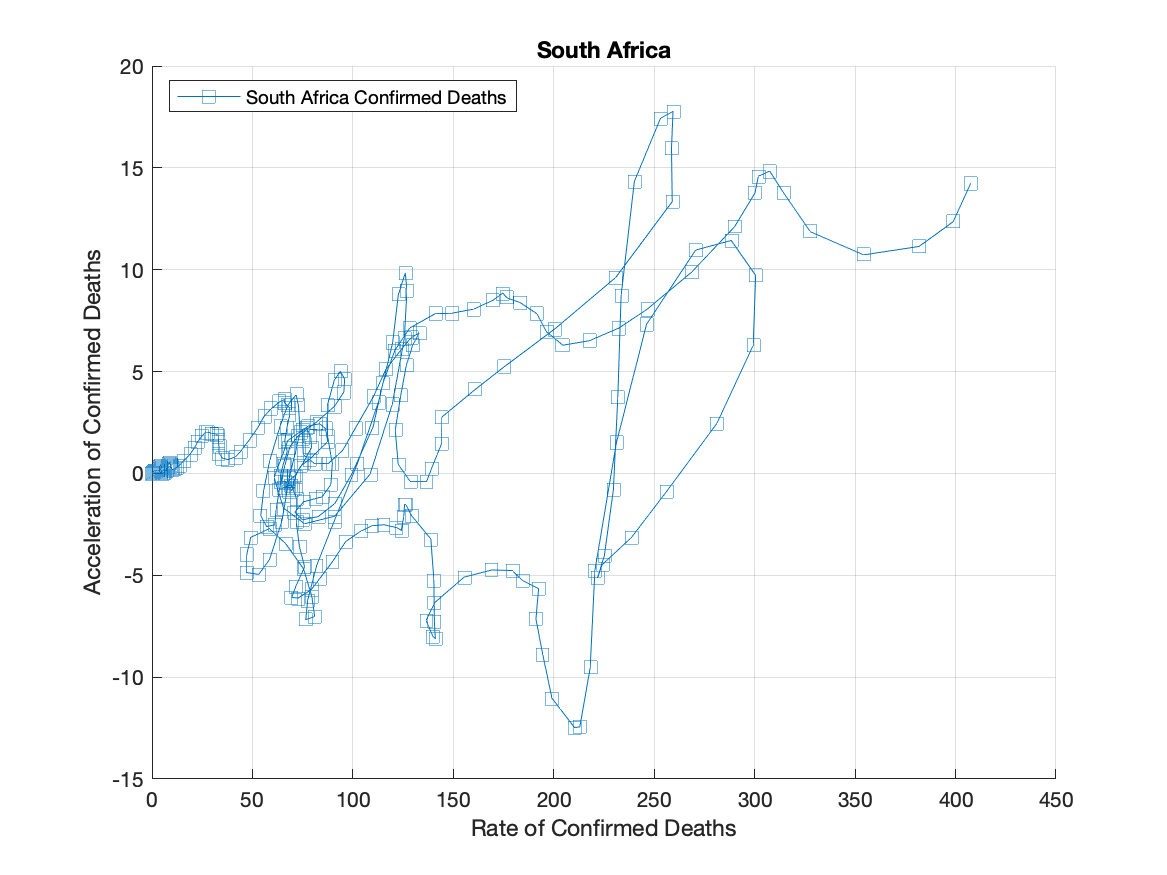 South Africa
South Africa Confirmed Deaths
20
15
10
5
0
-5
-10
-15
Acceleration of Confirmed Deaths
0 50 100 150 200 250 300 350 400 450
Rate of Confirmed Deaths